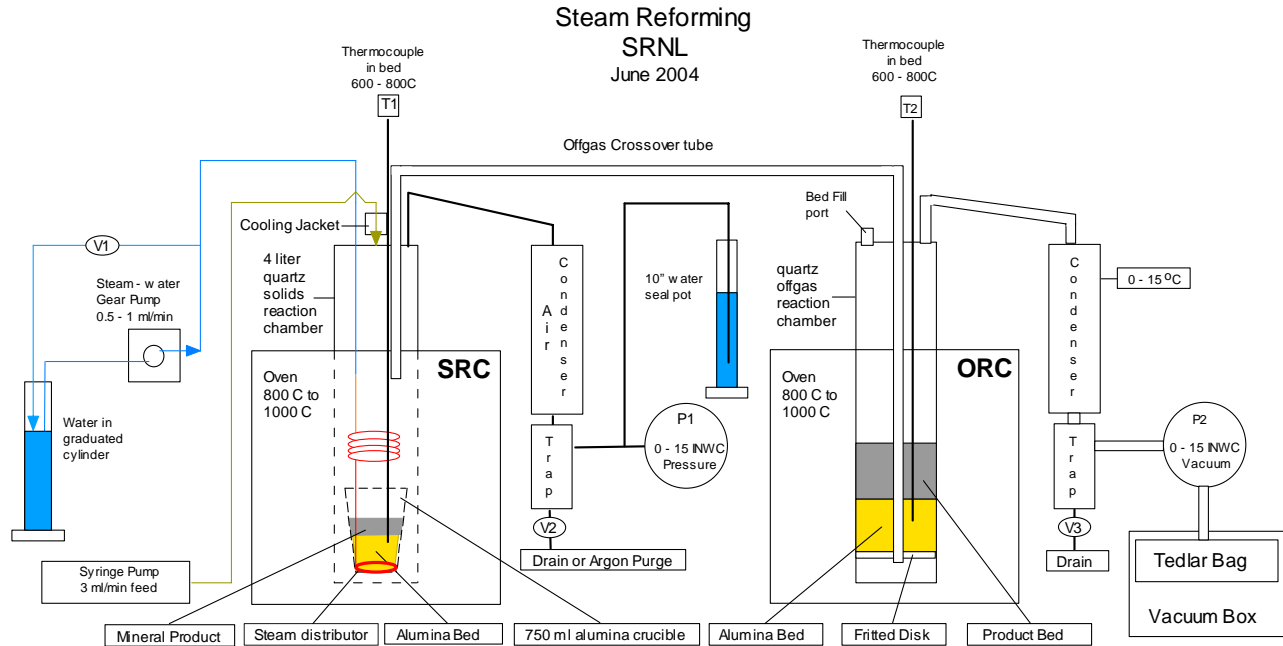 Steam Reforming
SRNL
June 2004
Thermocouple
in bed
600 - 800C
T1
Thermocouple
in bed
600 - 800C
T2
Offgas Crossover tube
Cooling Jacket
Bed Fill
port
V1
Steam - water
Gear Pump
0.5 - 1 ml/min
4 liter
quartz
solids
reaction
chamber
Air
Condenser
10" water
seal pot
quartz
offgas
reaction
chamber
Condenser
0 - 15 ºC
SRC
Oven
800 C to
1000 C
ORC
Oven
800 C to
1000 C
Water in
graduated
cylinder
Trap
P1
0 - 15 INWC
Pressure
Trap
P2
0 - 15 INWC
Vacuum
V2
Drain or Argon Purge
V3
Drain
Syringe Pump
3 ml/min feed
Tedlar Bag
Vacuum Box
Mineral Product
Steam distributor
Alumina Bed
750 ml alumina crucible
Alumina Bed
Fritted Disk
Product Bed